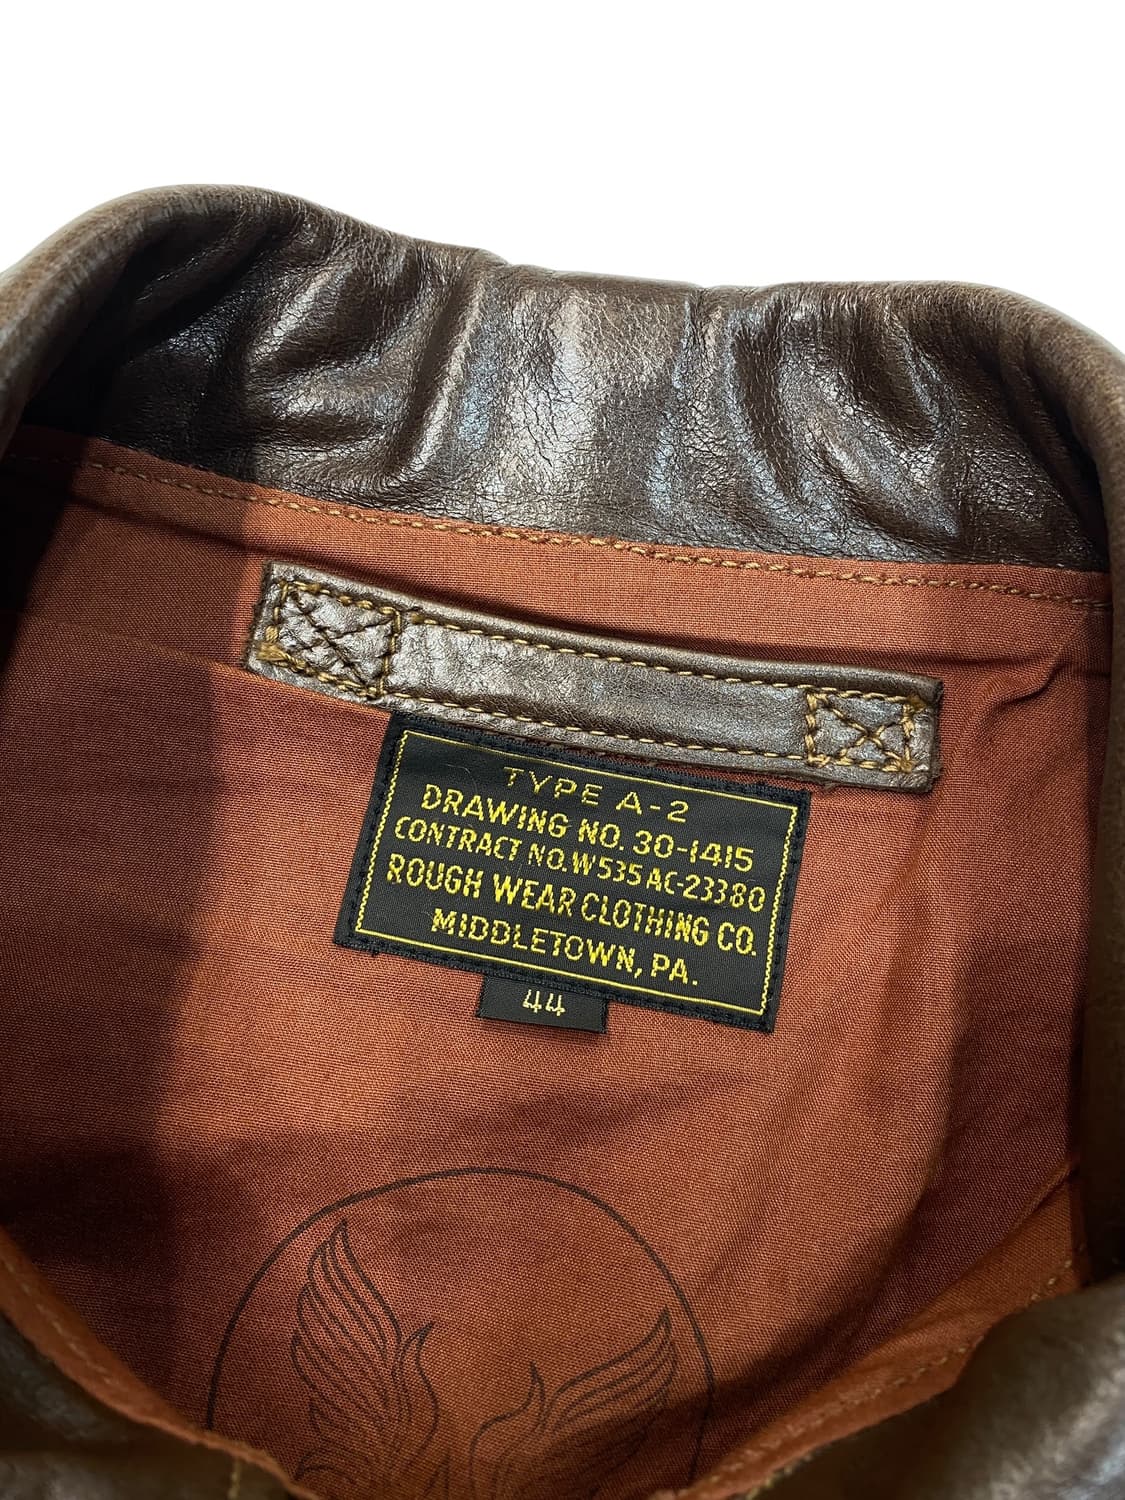 TYPE A-2
DRAWING NO. 30-1415
CONTRACT NO. W535 AC-23380
ROUGH WEAR CLOTHING CO.
MIDDLETOWN, PA.
44